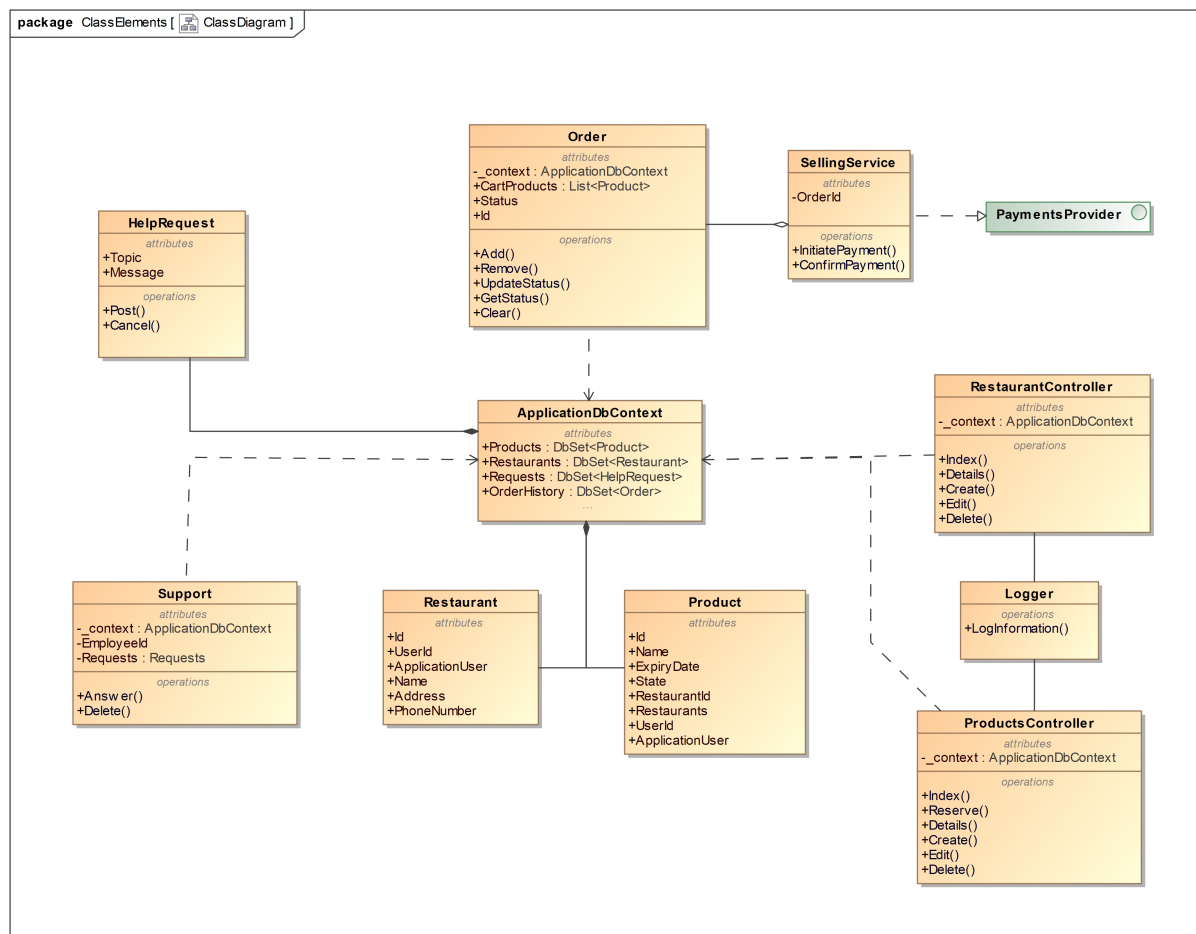 package ClassElements [ ClassDiagram ]
Order
attributes
-_context : ApplicationDbContext
+CartProducts : List<Product>
+Status
+Id
operations
+Add()
+Remove()
+UpdateStatus()
+GetStatus()
+Clear()
SellingService
attributes
-OrderId
operations
+InitiatePayment()
+ConfirmPayment()
PaymentsProvider
HelpRequest
attributes
+Topic
+Message
operations
+Post()
+Cancel()
ApplicationDbContext
attributes
+Products : DbSet<Product>
+Restaurants : DbSet<Restaurant>
+Requests : DbSet<HelpRequest>
+OrderHistory : DbSet<Order>
...
RestaurantController
attributes
-_context : ApplicationDbContext
operations
+Index()
+Details()
+Create()
+Edit()
+Delete()
Support
attributes
-_context : ApplicationDbContext
-EmployeeId
-Requests : Requests
operations
+Answer()
+Delete()
Restaurant
attributes
+Id
+UserId
+ApplicationUser
+Name
+Address
+PhoneNumber
Product
attributes
+Id
+Name
+ExpiryDate
+State
+RestaurantId
+Restaurants
+UserId
+ApplicationUser
Logger
operations
+LogInformation()
ProductsController
attributes
-_context : ApplicationDbContext
operations
+Index()
+Reserve()
+Details()
+Create()
+Edit()
+Delete()